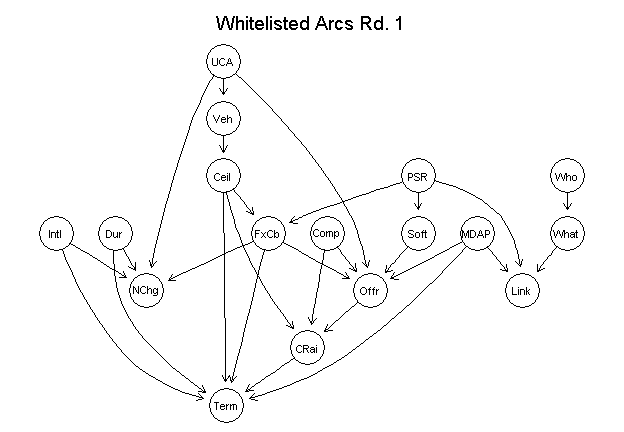 Whitelisted Arcs Rd. 1
UCA
Veh
Ceil
PSR
Who
Intl
Dur
FxCb
Comp
Soft
MDAP
What
NChg
Offr
Link
CRai
Term